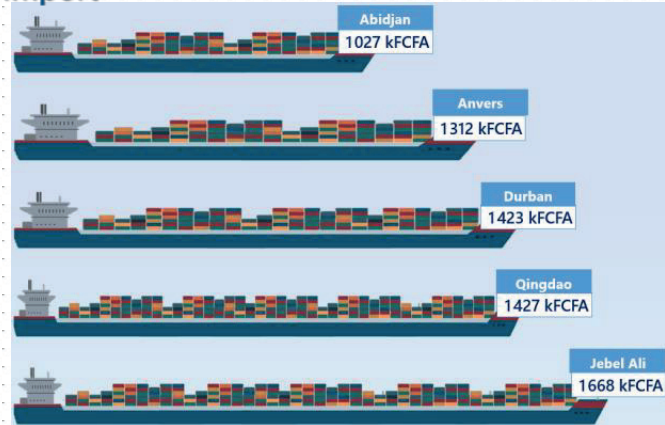 Abidjan
1027 kFCFA
Anvers
1312 kFCFA
Durban
1423 kFCFA
Qingdao
1427 kFCFA
Jebel Ali
1668 kFCFA